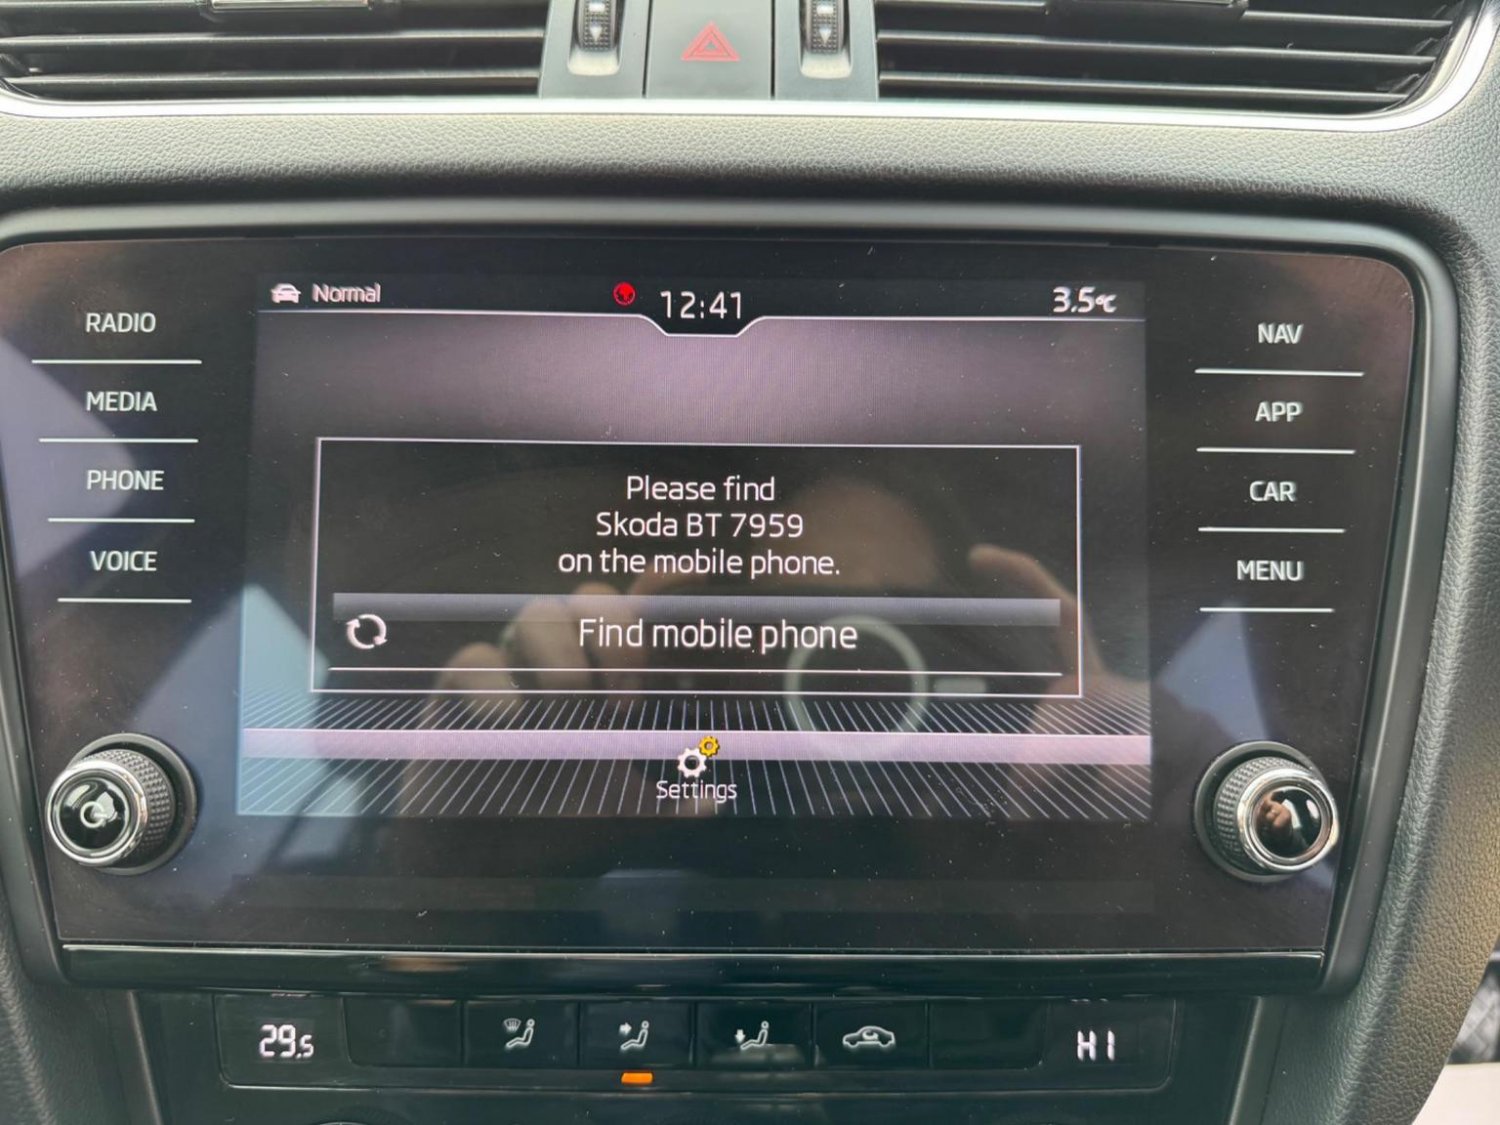 Normal
12:41
3.5°C
RADIO
MEDIA
PHONE
VOICE
NAV
APP
CAR
MENU
Please find
Skoda BT 7959
on the mobile phone.
Find mobile phone
Settings
29.5
HI